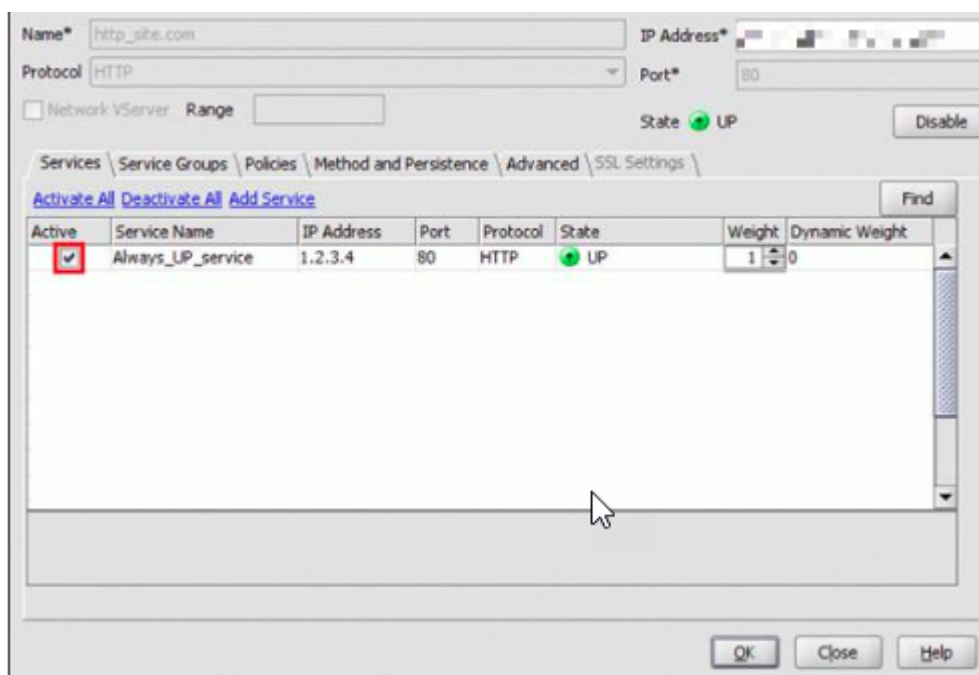 Name* http_site.com IP Address*
Protocol HTTP Port* 80
Network VServer Range State UP Disable
Services Service Groups Policies Method and Persistence Advanced SSL Settings
Activate All Deactivate All Add Service Find
Active Service Name IP Address Port Protocol State Weight Dynamic Weight
Always_UP_service 1.2.3.4 80 HTTP UP 1 0
OK Close Help